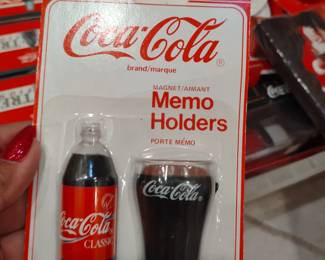 Coca-Cola ®
brand/marque
MAGNET/AIMANT
Memo
Holders
PORTE MÉMO
Coca-Cola
CLASSIC
Coca-Cola